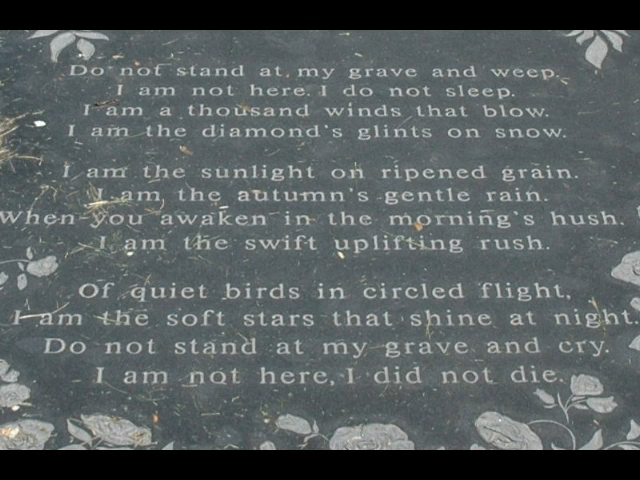 Do not stand at my grave and weep.
I am not here. I do not sleep.
I am a thousand winds that blow.
I am the diamond's glints on snow.
I am the sunlight on ripened grain.
I am the autumn's gentle rain.
When you awaken in the morning's hush.
I am the swift uplifting rush.
Of quiet birds in circled flight,
I am the soft stars that shine at night.
Do not stand at my grave and cry.
I am not here, I did not die.